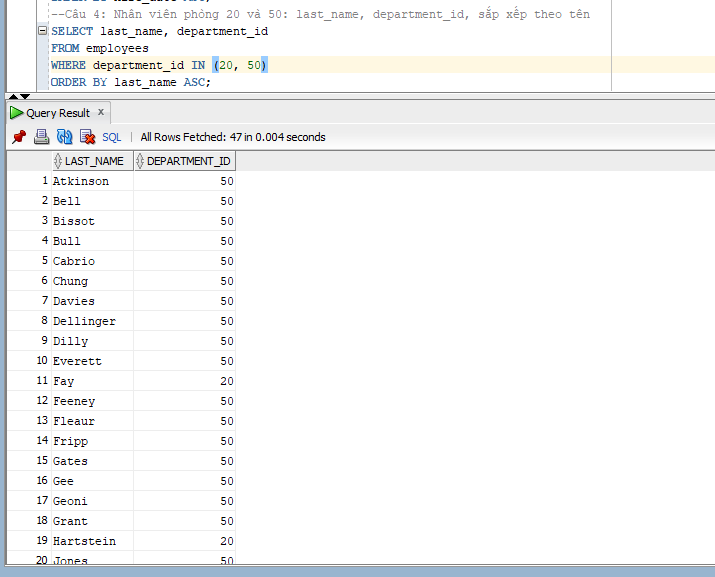 --Câu 4: Nhân viên phòng 20 và 50: last_name, department_id, sắp xếp theo tên
SELECT last_name, department_id
FROM employees
WHERE department_id IN (20, 50)
ORDER BY last_name ASC;
Query Result x
SQL | All Rows Fetched: 47 in 0.004 seconds
LAST_NAME DEPARTMENT_ID
1 Atkinson 50
2 Bell 50
3 Bissot 50
4 Bull 50
5 Cabrio 50
6 Chung 50
7 Davies 50
8 Dellinger 50
9 Dilly 50
10 Everett 50
11 Fay 20
12 Feeney 50
13 Fleaur 50
14 Fripp 50
15 Gates 50
16 Gee 50
17 Geoni 50
18 Grant 50
19 Hartstein 20
20 Jones 50